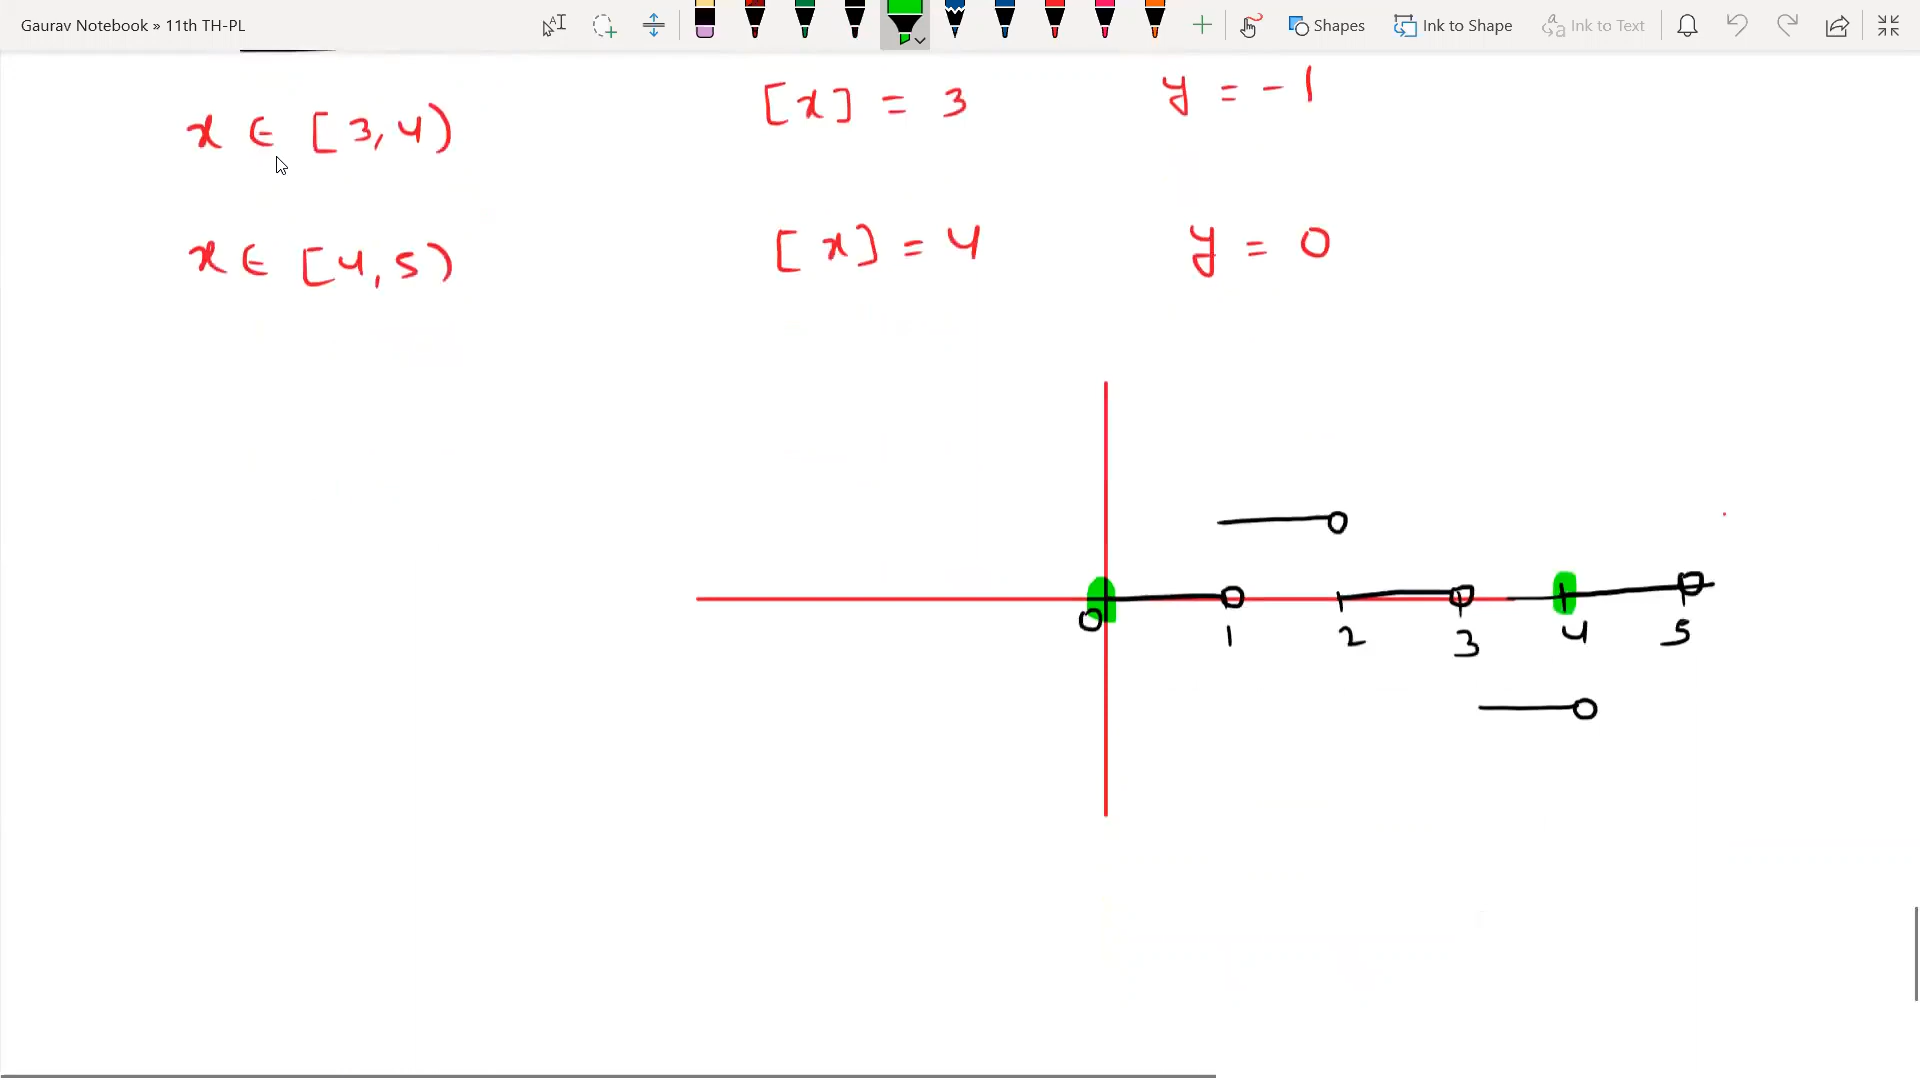 Gaurav Notebook » 11th TH-PL
Shapes
Ink to Shape
Ink to Text
[x] = 3
y = -1
x ∈ [3,4)
x ∈ [4,5)
[x] = 4
y = 0
0 1 2 3 4 5